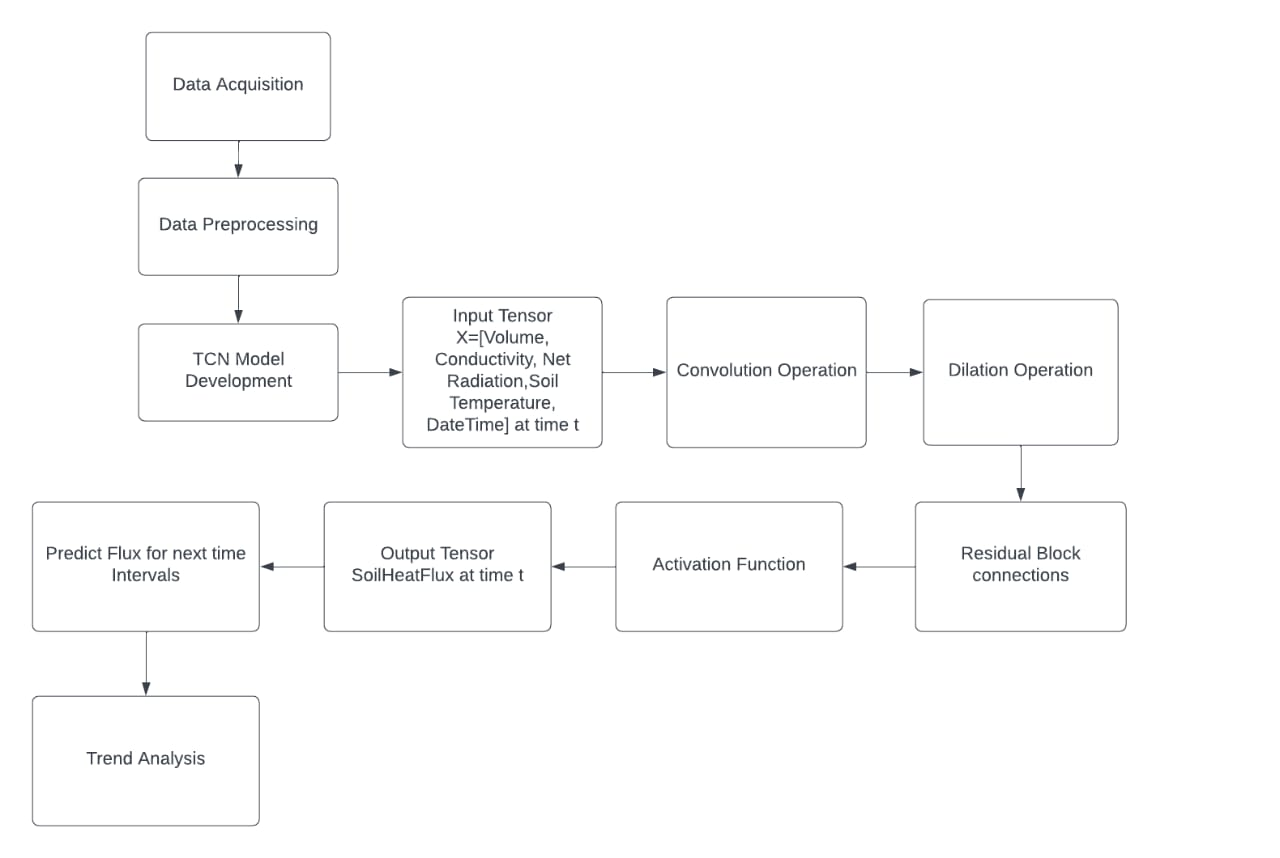 Data Acquisition
Data Preprocessing
TCN Model
Development
Input Tensor
X=[Volume,
Conductivity, Net
Radiation,Soil
Temperature,
DateTime] at time t
Convolution Operation
Dilation Operation
Residual Block
connections
Activation Function
Output Tensor
SoilHeatFlux at time t
Predict Flux for next time
Intervals
Trend Analysis